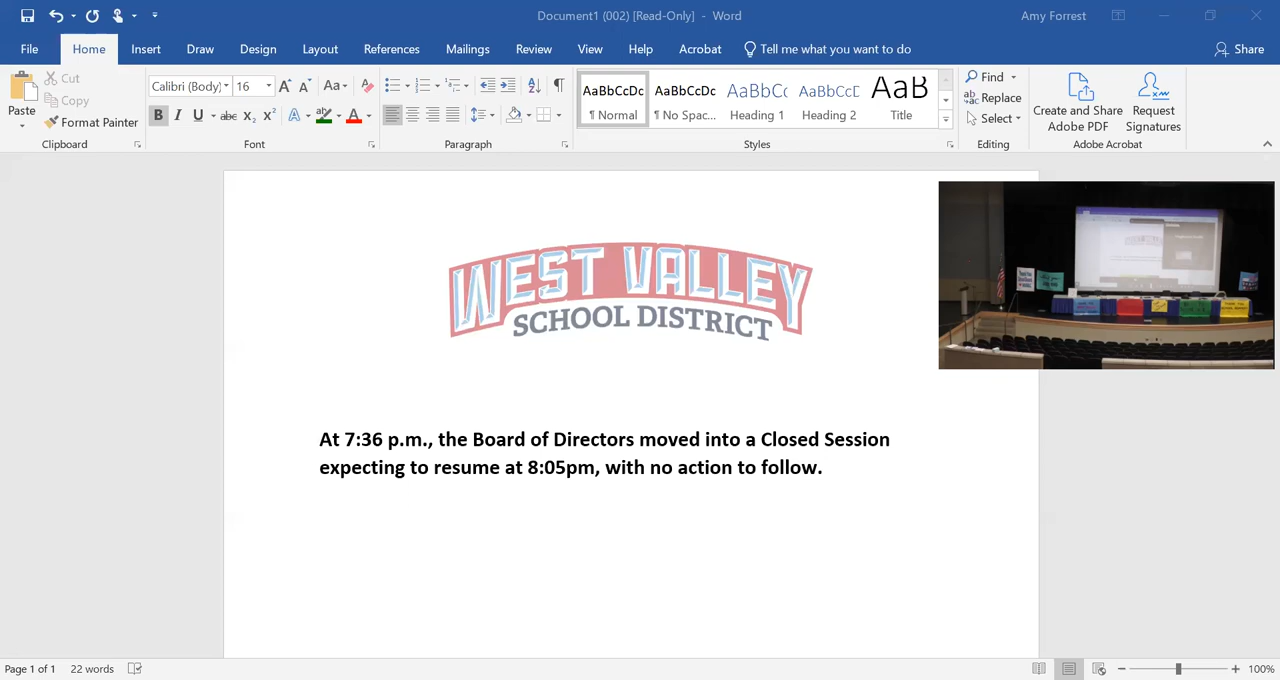 Document1 (002) [Read-Only] - Word
Amy Forrest
File Home Insert Draw Design Layout References Mailings Review View Help Acrobat Tell me what you want to do Share
Cut
Copy
Paste
Format Painter
Clipboard
Calibri (Body) 16
Font
Paragraph
AaBbCcDc AaBbCcDc AaBbCc AaBbCcD AaB
¶ Normal ¶ No Spac... Heading 1 Heading 2 Title
Styles
Find
Replace
Select
Editing
Create and Share Adobe PDF
Request Signatures
Adobe Acrobat
WEST VALLEY
SCHOOL DISTRICT
At 7:36 p.m., the Board of Directors moved into a Closed Session
expecting to resume at 8:05pm, with no action to follow.
Page 1 of 1 22 words 100%